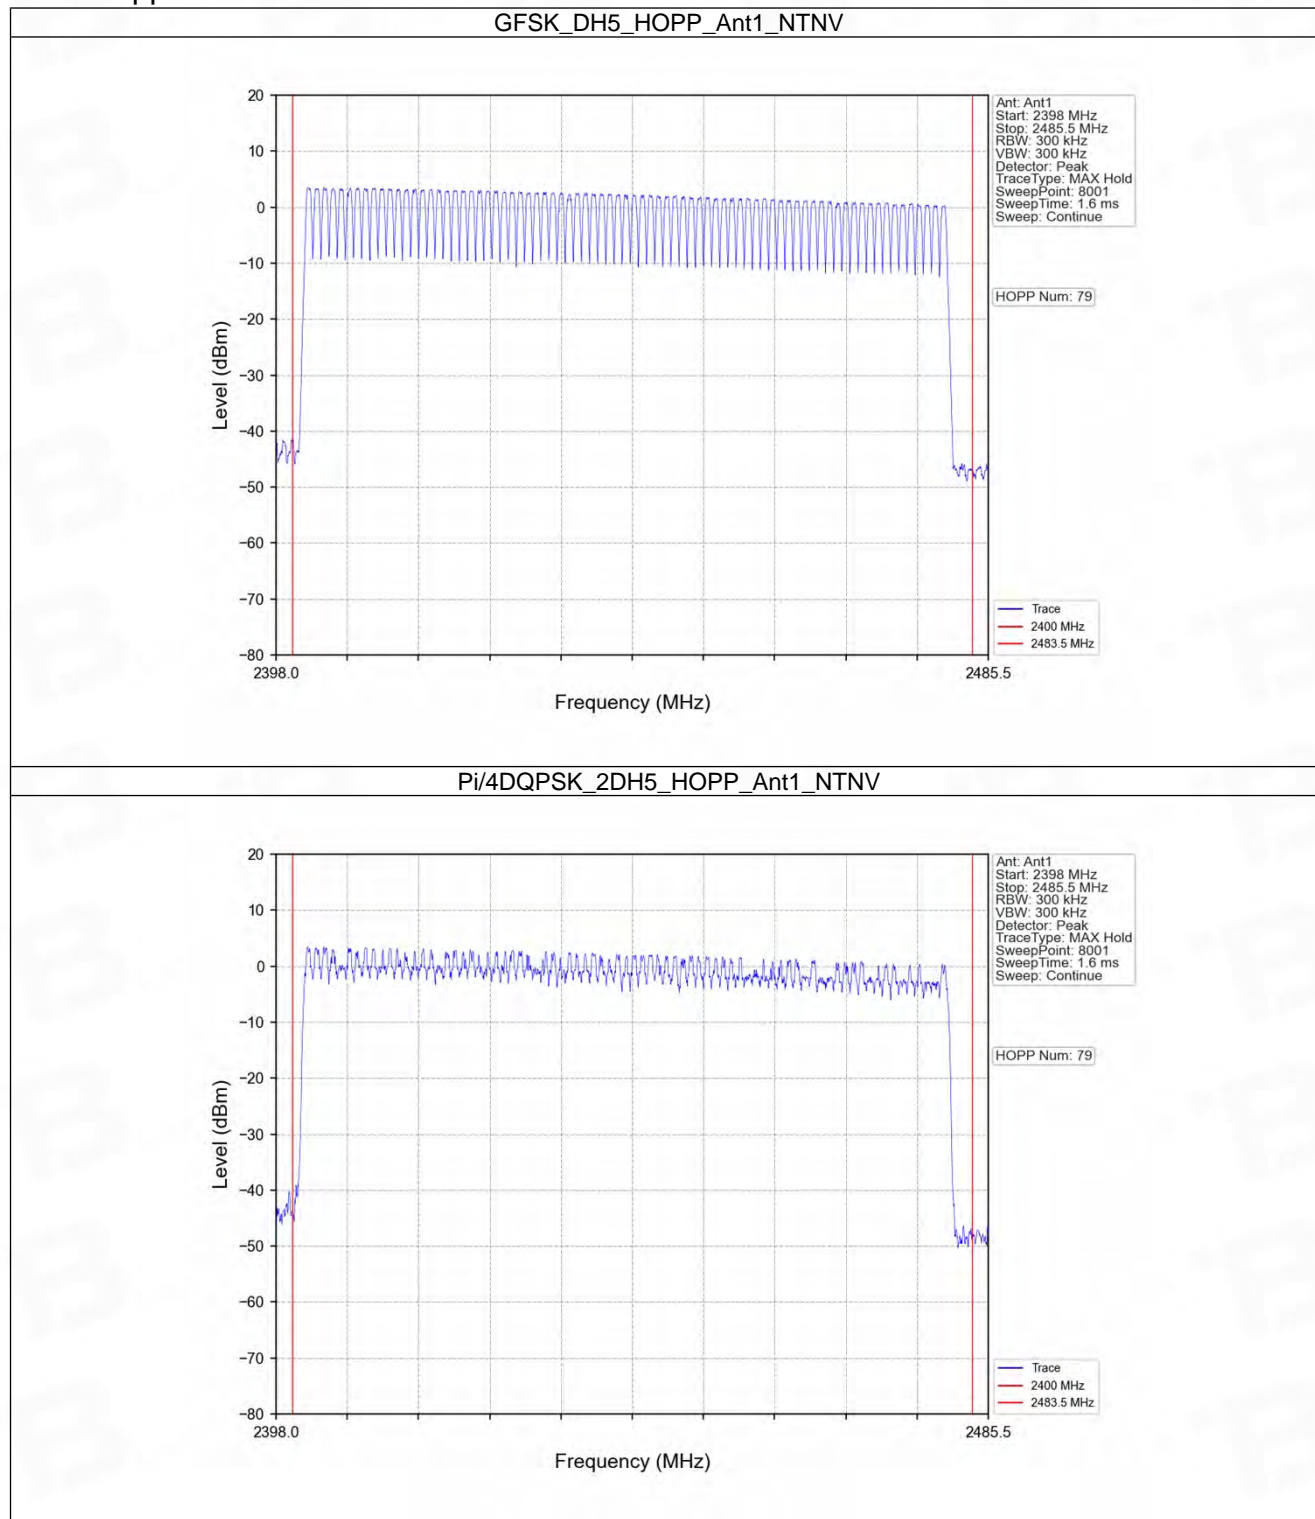 GFSK_DH5_HOPP_Ant1_NTNV
20
10
0
−10
−20
−30
−40
−50
−60
−70
−80
Level (dBm)
2398.0
2485.5
Frequency (MHz)
Ant: Ant1
Start: 2398 MHz
Stop: 2485.5 MHz
RBW: 300 kHz
VBW: 300 kHz
Detector: Peak
TraceType: MAX Hold
SweepPoint: 8001
SweepTime: 1.6 ms
Sweep: Continue
HOPP Num: 79
Trace
2400 MHz
2483.5 MHz
Pi/4DQPSK_2DH5_HOPP_Ant1_NTNV
20
10
0
−10
−20
−30
−40
−50
−60
−70
−80
Level (dBm)
2398.0
2485.5
Frequency (MHz)
Ant: Ant1
Start: 2398 MHz
Stop: 2485.5 MHz
RBW: 300 kHz
VBW: 300 kHz
Detector: Peak
TraceType: MAX Hold
SweepPoint: 8001
SweepTime: 1.6 ms
Sweep: Continue
HOPP Num: 79
Trace
2400 MHz
2483.5 MHz